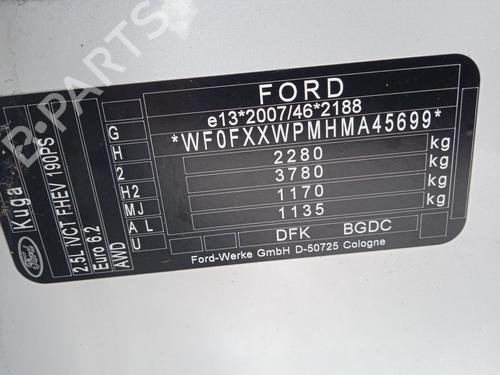 FORD
e13*2007/46*2188
*WF0FXXWPMHMA45699*
2280 kg
3780 kg
1170 kg
1135 kg
DFK BGDC
Ford-Werke GmbH D-50725 Cologne
G
H
2
H2
MJ
A L
U
Ford
Kuga
2.5L iVCT FHEV 190PS
Euro 6.2
AWD